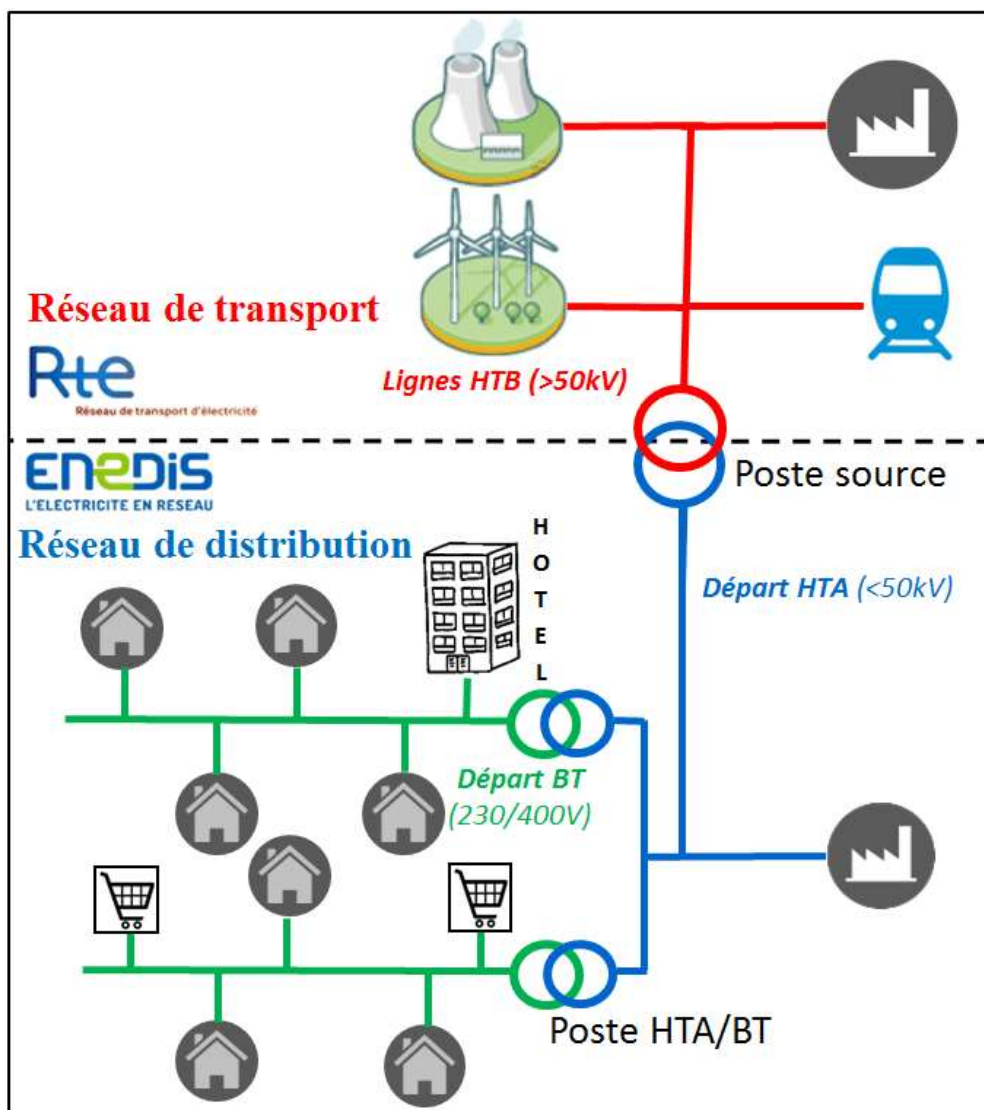 Réseau de transport
Rte
Réseau de transport d'électricité
Lignes HTB (>50kV)
ENEDIS
L'ELECTRICITE EN RESEAU
Poste source
Réseau de distribution
HOTEL
Départ HTA (<50kV)
Départ BT
(230/400V)
Poste HTA/BT